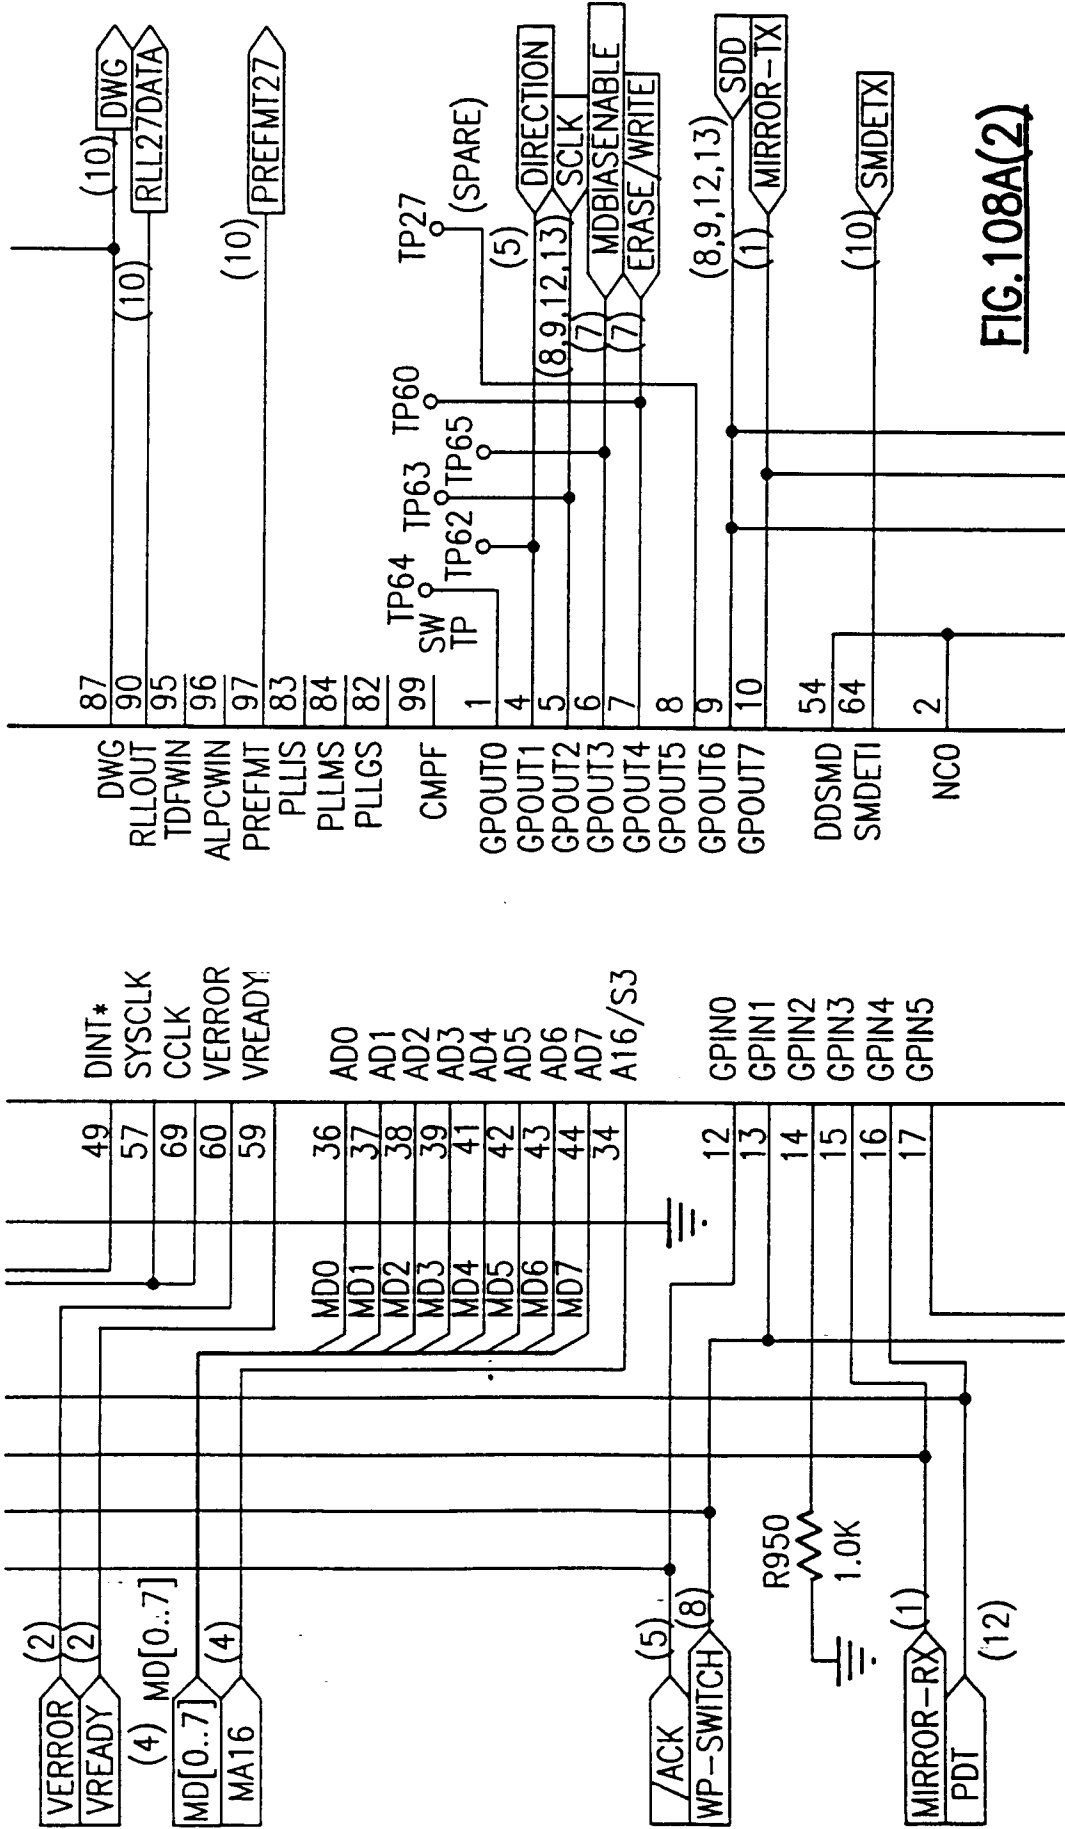 VERROR
(2)
VREADY
(2)
(4)
MD[0..7]
MD[0..7]
MA16
(4)
MD0
MD1
MD2
MD3
MD4
MD5
MD6
MD7
49
57
69
60
59
36
37
38
39
41
42
43
44
34
DINT*
SYSCLK
CCLK
VERROR
VREADY
AD0
AD1
AD2
AD3
AD4
AD5
AD6
AD7
A16/S3
/ACK
(5)
WP-SWITCH
(8)
R950
1.0K
MIRROR-RX
(1)
PDT
(12)
12
13
14
15
16
17
GPIN0
GPIN1
GPIN2
GPIN3
GPIN4
GPIN5
DWG
RLLOUT
TDFWIN
ALPCWIN
PREFMT
PLLIS
PLLMS
PLLGS
CMPF
GPOUT0
GPOUT1
GPOUT2
GPOUT3
GPOUT4
GPOUT5
GPOUT6
GPOUT7
DDSMD
SMDETI
NC0
87
90
95
96
97
83
84
82
99
1
4
5
6
7
8
9
10
54
64
2
(10)
DWG
(10)
RLL27DATA
(10)
PREFMT27
SW
TP
TP64
TP62
TP63
TP65
TP60
TP27
(SPARE)
(5)
DIRECTION
(8,9,12,13)
SCLK
(7)
MDBIASENABLE
(7)
ERASE/WRITE
(8,9,12,13)
SDD
(1)
MIRROR-TX
(10)
SMDETX
FIG.108A(2)